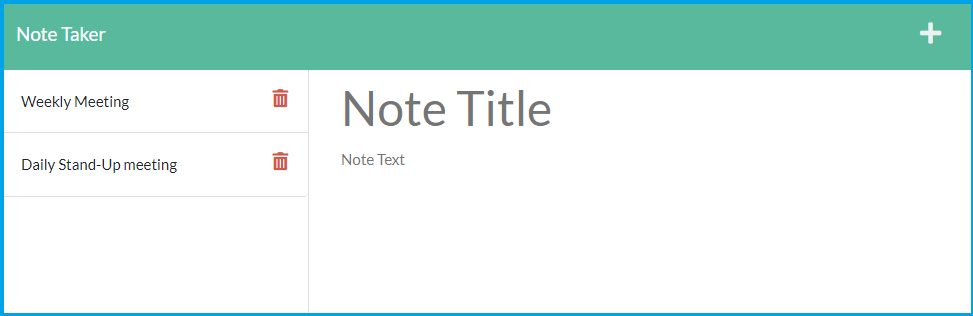 Note Taker
Weekly Meeting
Daily Stand-Up meeting
Note Title
Note Text